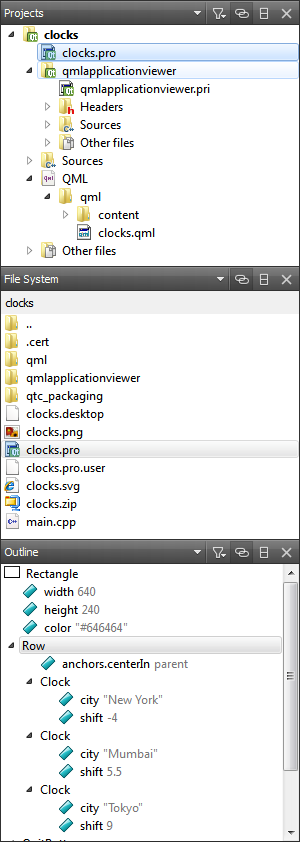 Projects
clocks
clocks.pro
qmlapplicationviewer
qmlapplicationviewer.pri
Headers
Sources
Other files
Sources
QML
qml
content
clocks.qml
Other files
File System
clocks
..
.cert
qml
qmlapplicationviewer
qtc_packaging
clocks.desktop
clocks.png
clocks.pro
clocks.pro.user
clocks.svg
clocks.zip
main.cpp
Outline
Rectangle
width 640
height 240
color "#646464"
Row
anchors.centerIn parent
Clock
city "New York"
shift -4
Clock
city "Mumbai"
shift 5.5
Clock
city "Tokyo"
shift 9